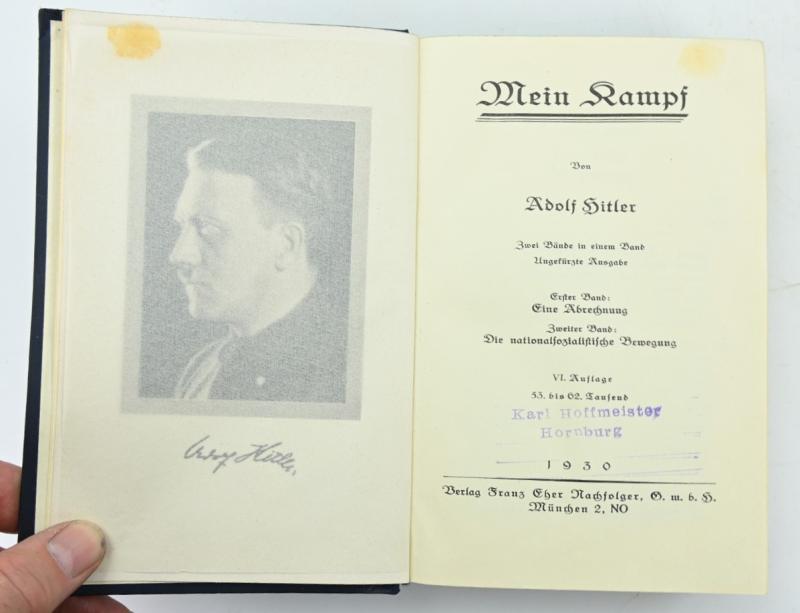 Adolf Hitler.
Mein Kampf
Von
Adolf Hitler
Zwei Bände in einem Band
Ungekürzte Ausgabe
Erster Band:
Eine Abrechnung
Zweiter Band:
Die nationalsozialistische Bewegung
VI. Auflage
53. bis 62. Tausend
Karl Hoffmeister
Hornburg
1930
Verlag Franz Eher Nachfolger, G. m. b. H.
München 2, NO